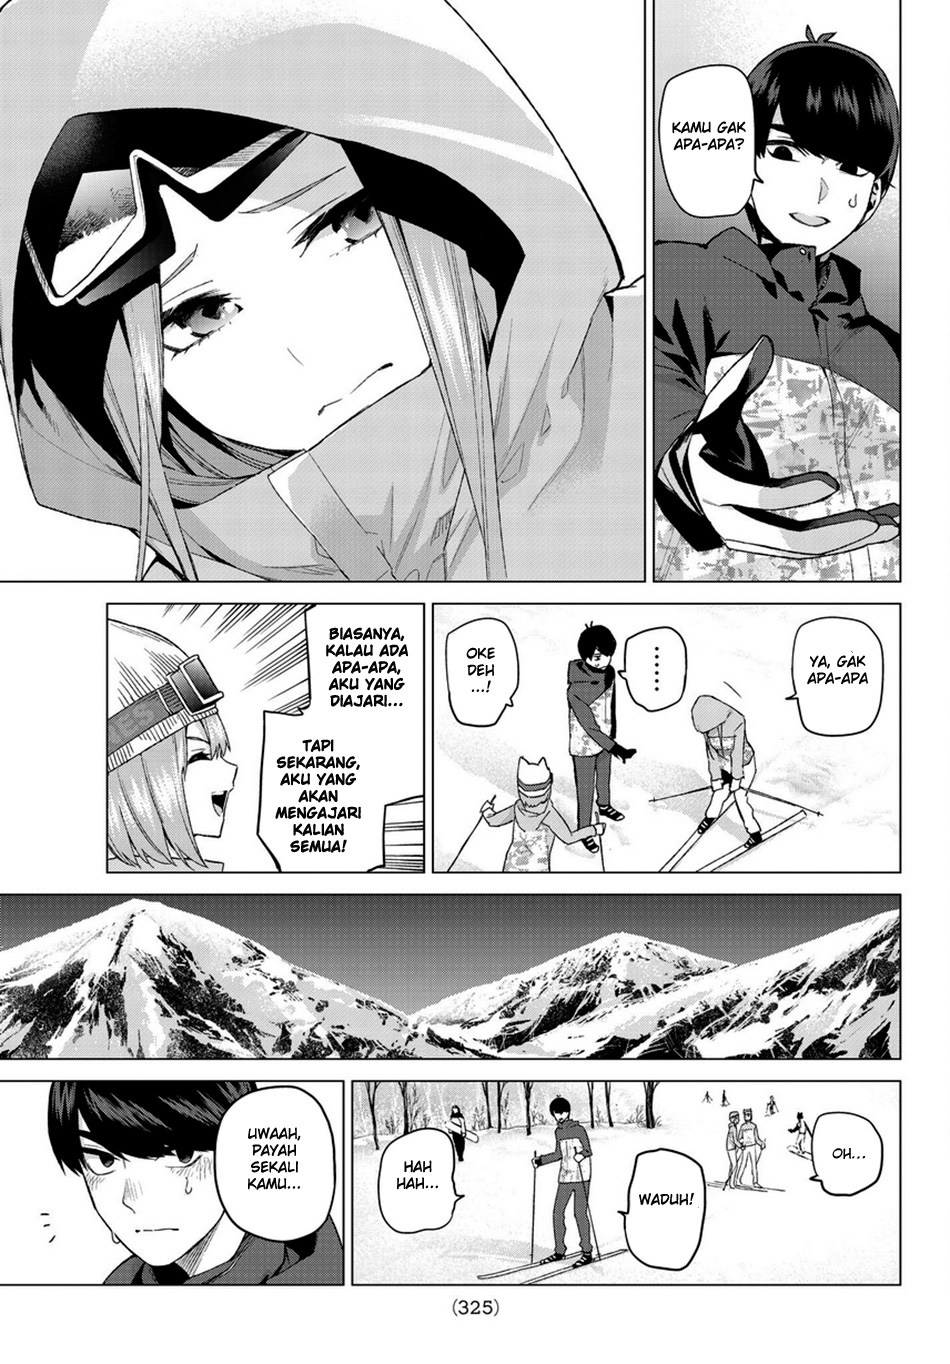 KAMU GAK
APA-APA?
YA, GAK
APA-APA
......
OKE
DEH
...!
BIASANYA,
KALAU ADA
APA-APA,
AKU YANG
DIAJARI...
TAPI
SEKARANG,
AKU YANG
AKAN
MENGAJARI
KALIAN
SEMUA!
ES
OH...
WADUH!
HAH
HAH...
UWAAH,
PAYAH
SEKALI
KAMU...
(325)